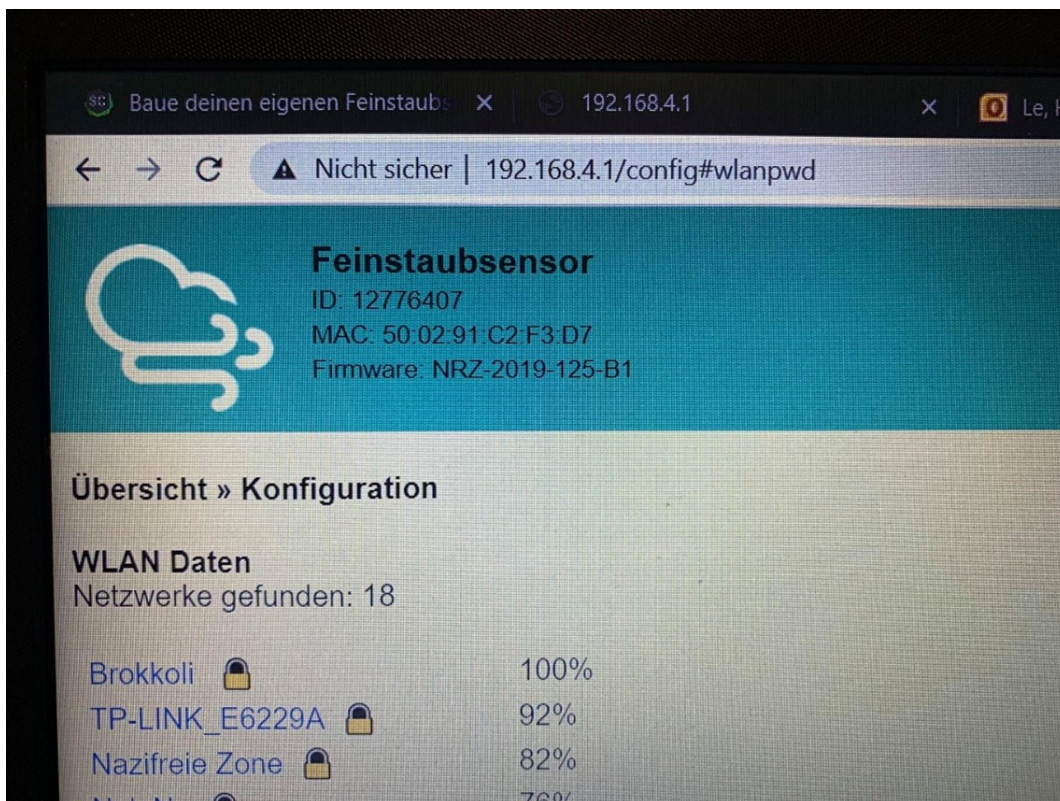 Baue deinen eigenen Feinstaubs
192.168.4.1
Le,
Nicht sicher | 192.168.4.1/config#wlanpwd
Feinstaubsensor
ID: 12776407
MAC: 50:02:91:C2:F3:D7
Firmware: NRZ-2019-125-B1
Übersicht » Konfiguration
WLAN Daten
Netzwerke gefunden: 18
Brokkoli 100%
TP-LINK_E6229A 92%
Nazifreie Zone 82%
76%